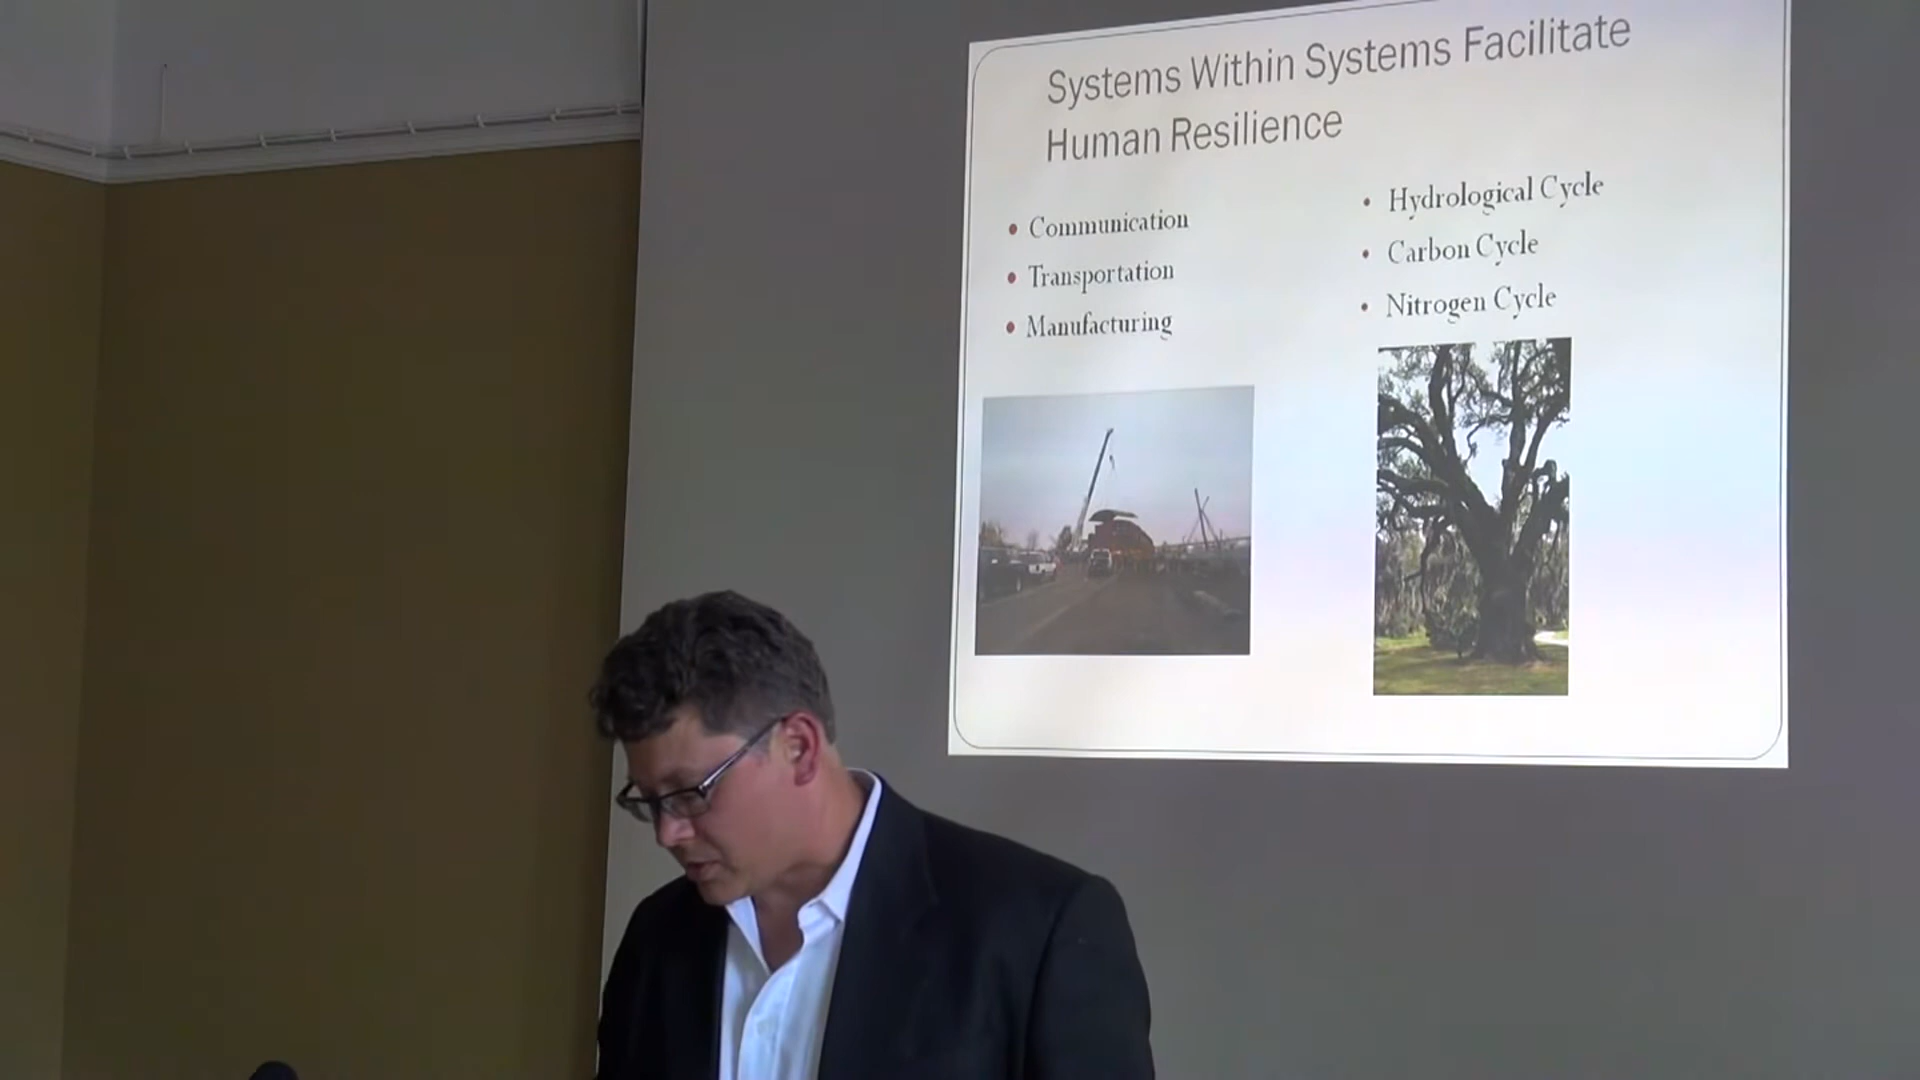 Systems Within Systems Facilitate
Human Resilience
• Communication
• Transportation
• Manufacturing
• Hydrological Cycle
• Carbon Cycle
• Nitrogen Cycle